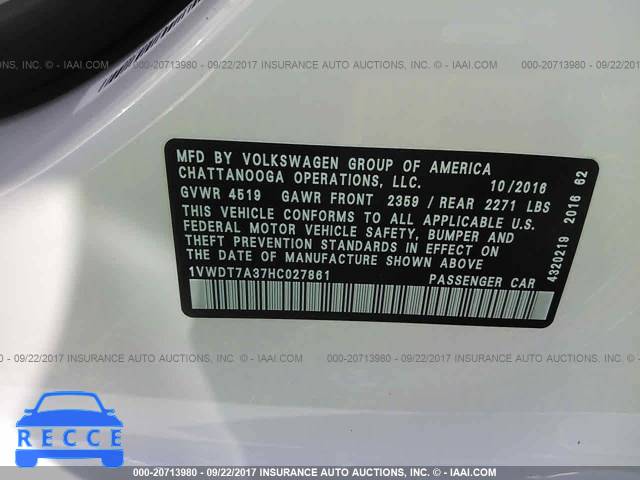 AUCTIONS, INC. - © IAAI.COM
000-20713980 - 09/22/2017 INSURANCE AUTO AUCTIONS, INC. - © IAAI.COM
000-20713980 - 09/22/2017 INSURANCE
MFD BY VOLKSWAGEN GROUP OF AMERICA
CHATTANOOGA OPERATIONS, LLC. 10/2016
GVWR 4519 GAWR FRONT 2359 / REAR 2271 LBS
THIS VEHICLE CONFORMS TO ALL APPLICABLE U.S.
FEDERAL MOTOR VEHICLE SAFETY, BUMPER AND
THEFT PREVENTION STANDARDS IN EFFECT ON
THE DATE OF MANUFACTURE SHOWN ABOVE.
1VWDT7A37HC027861 PASSENGER CAR
4320219 2016 62
- 09/22/2017 INSURANCE AUTO AUCTIONS, INC. - © IAAI.COM
000-20713980 - 09/22/2017 INSURANCE AUTO AUCTIONS, INC.
RECCE
000-20713980 - 09/22/2017 INSURANCE AUTO AUCTIONS, INC. - © IAAI.COM